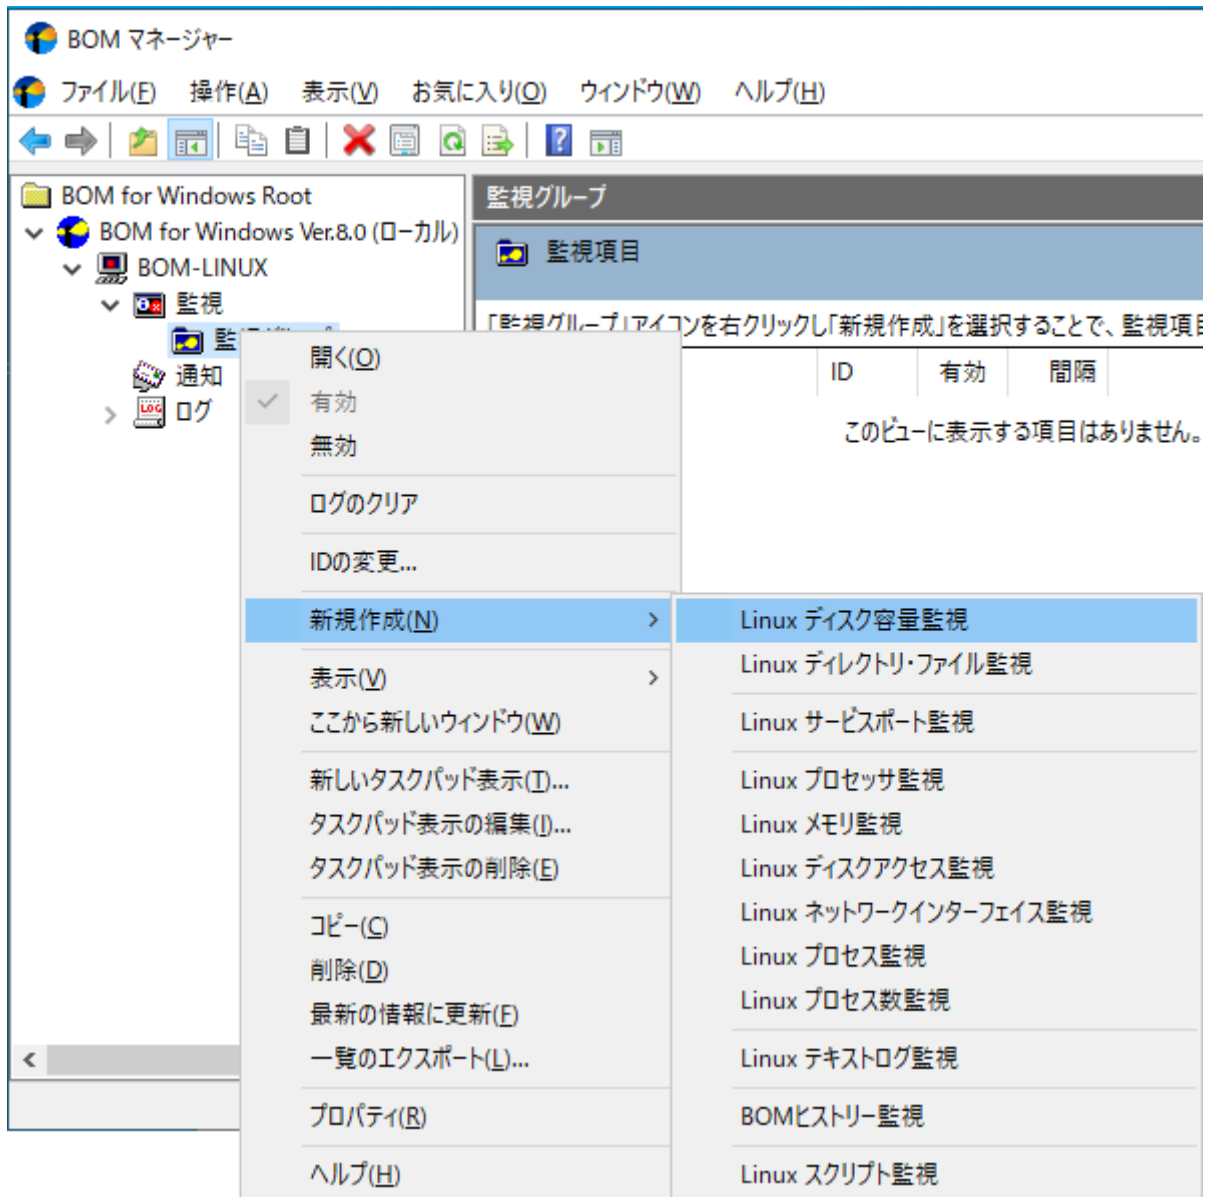 BOM マネージャー
ファイル(F) 操作(A) 表示(V) お気に入り(O) ウィンドウ(W) ヘルプ(H)
BOM for Windows Root
BOM for Windows Ver.8.0 (ローカル)
BOM-LINUX
監視
監
通知
ログ
監視グループ
監視項目
「監視グループ」アイコンを右クリックし「新規作成」を選択することで、監視項
ID 有効 間隔
このビューに表示する項目はありません。
開く(O)
有効
無効
ログのクリア
IDの変更...
新規作成(N)
表示(V)
ここから新しいウィンドウ(W)
新しいタスクパッド表示(T)...
タスクパッド表示の編集(I)...
タスクパッド表示の削除(E)
コピー(C)
削除(D)
最新の情報に更新(F)
一覧のエクスポート(L)...
プロパティ(R)
ヘルプ(H)
Linux ディスク容量監視
Linux ディレクトリ・ファイル監視
Linux サービスポート監視
Linux プロセッサ監視
Linux メモリ監視
Linux ディスクアクセス監視
Linux ネットワークインターフェイス監視
Linux プロセス監視
Linux プロセス数監視
Linux テキストログ監視
BOMヒストリー監視
Linux スクリプト監視